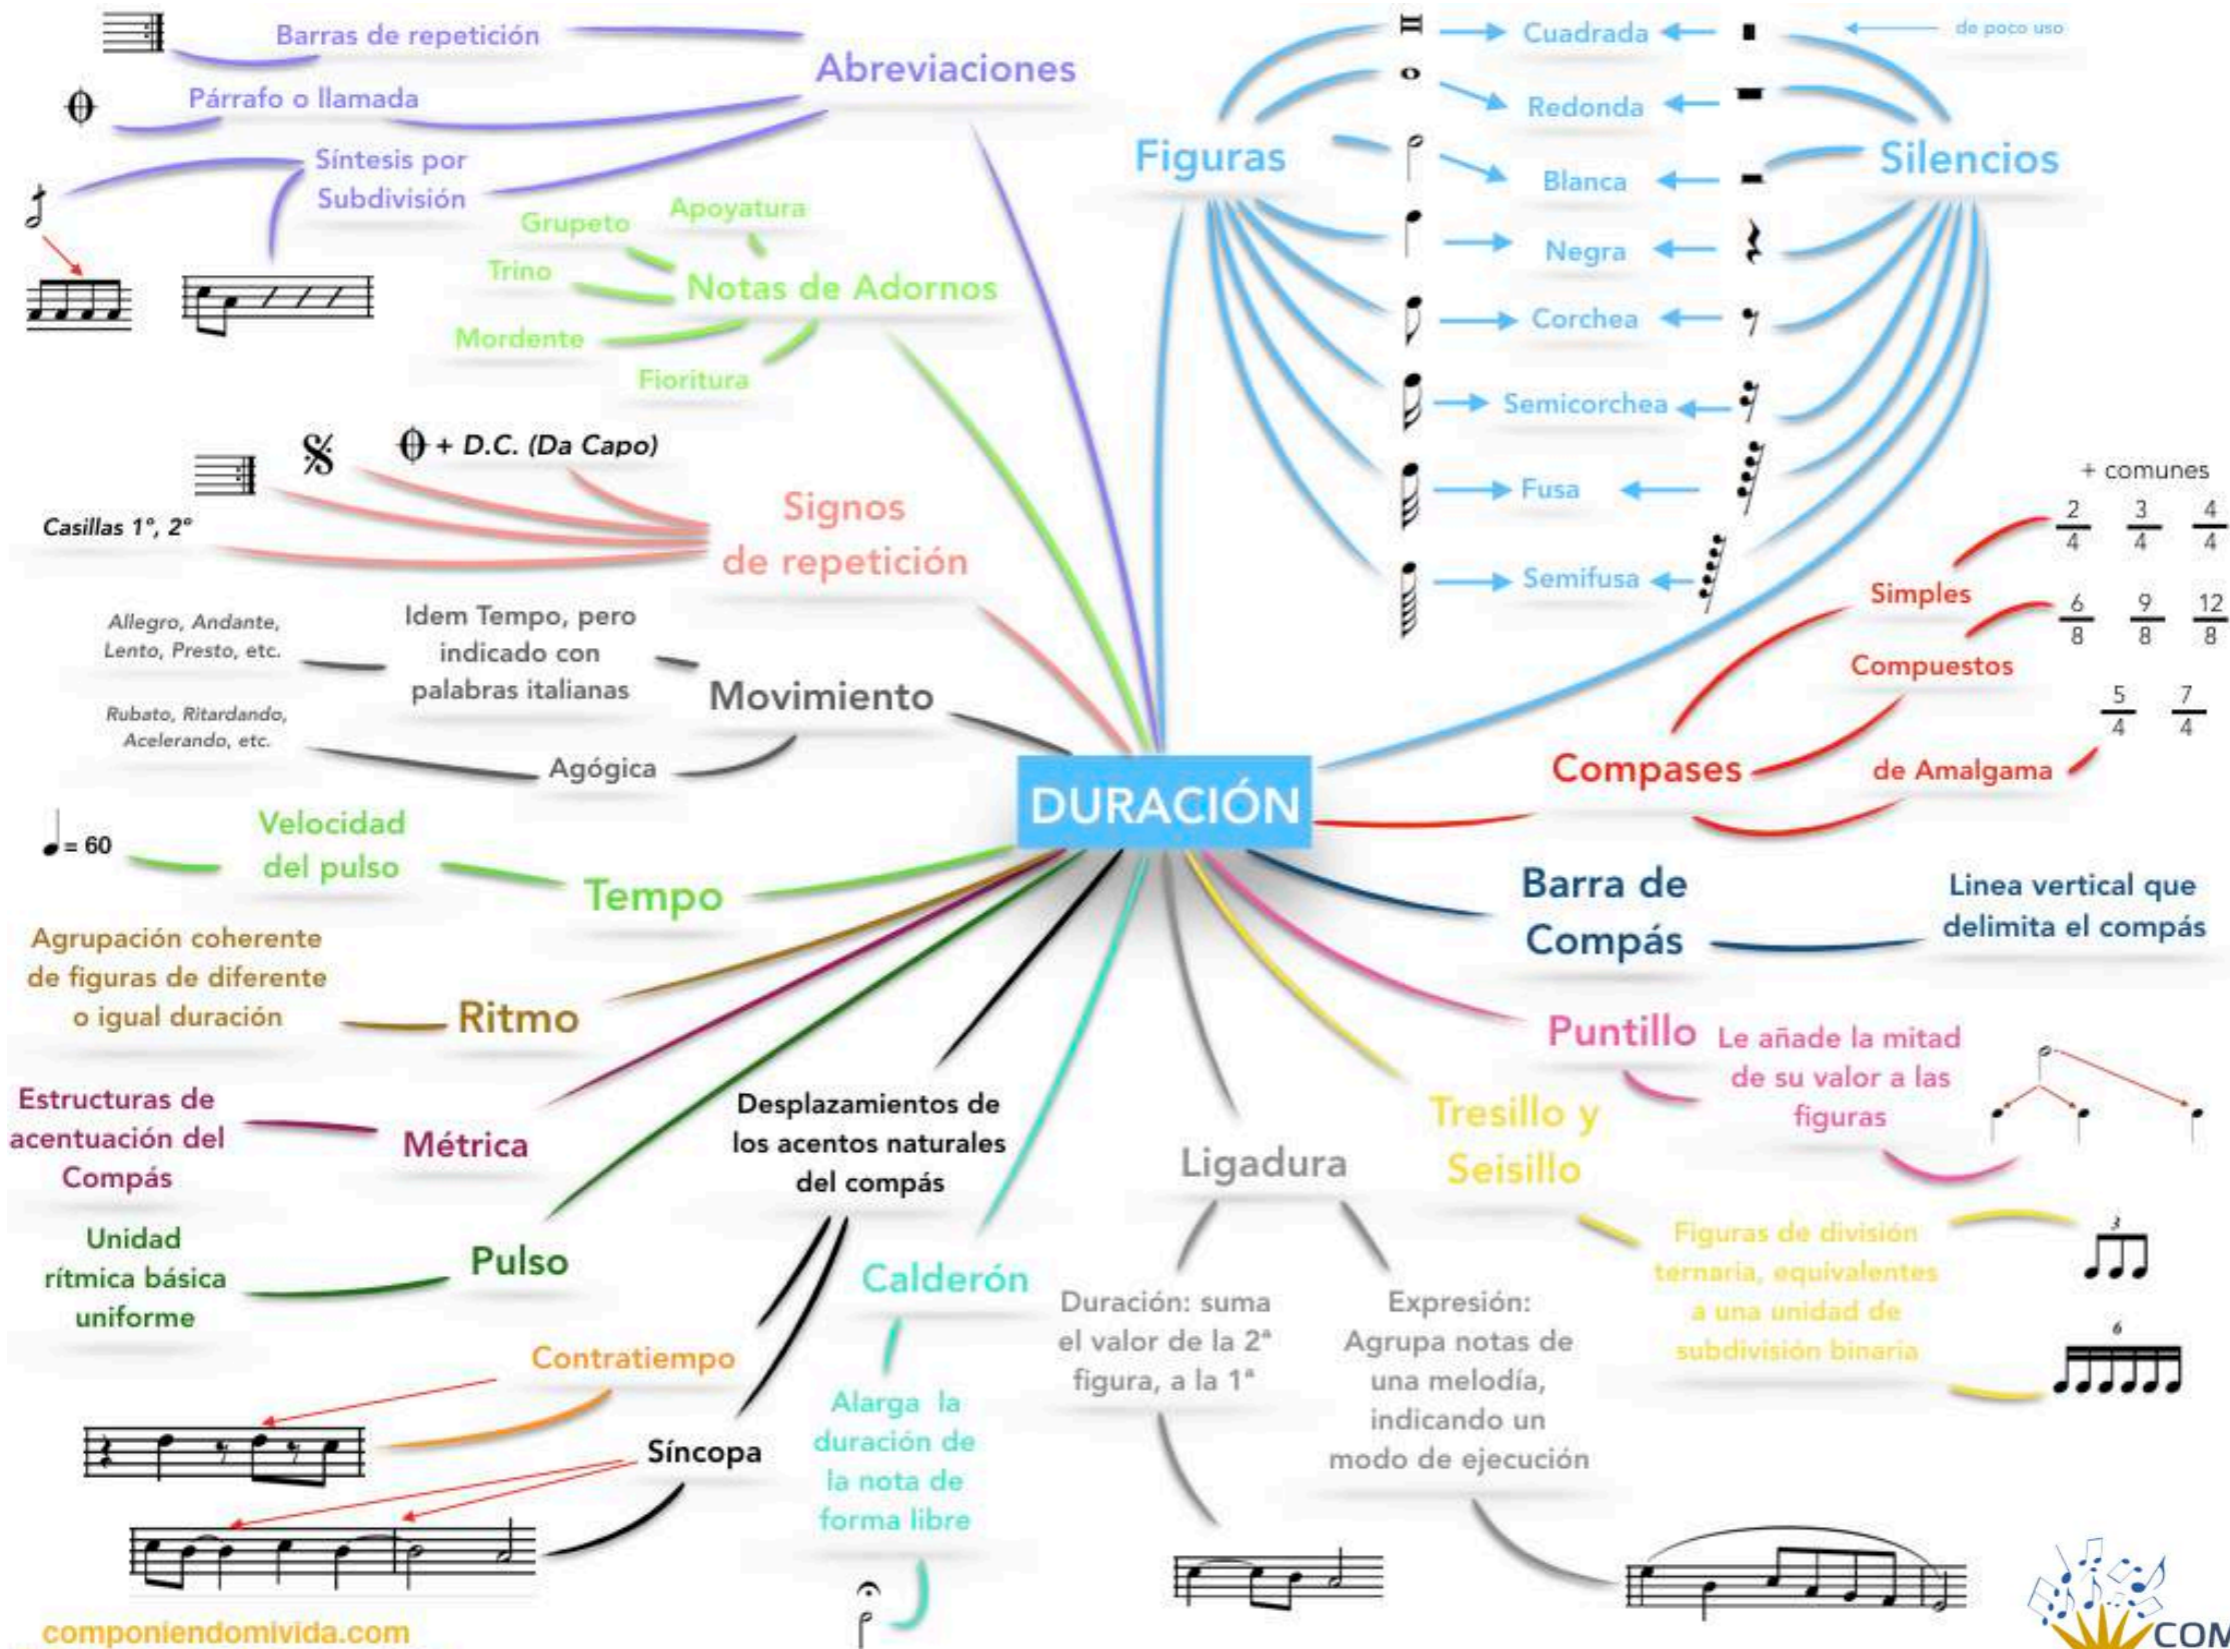 Barras de repetición
Abreviaciones
Párrafo o llamada
Síntesis por
Subdivisión
Grupeto
Apoyatura
Trino
Notas de Adornos
Mordente
Fioritura
+ D.C. (Da Capo)
Casillas 1°, 2°
Signos
de repetición
Allegro, Andante,
Lento, Presto, etc.
Idem Tempo, pero
indicado con
palabras italianas
Movimiento
Rubato, Ritardando,
Acelerando, etc.
Agógica
Figuras
Cuadrada
de poco uso
Redonda
Blanca
Silencios
Negra
Corchea
Semicorchea
Fusa
Semifusa
+ comunes
2 3 4
4 4 4
Simples
6 9 12
8 8 8
Compuestos
5 7
4 4
Compases
de Amalgama
DURACIÓN
= 60
Velocidad
del pulso
Tempo
Agrupación coherente
de figuras de diferente
o igual duración
Ritmo
Estructuras de
acentuación del
Compás
Métrica
Unidad
rítmica básica
uniforme
Pulso
Desplazamientos de
los acentos naturales
del compás
Contratiempo
Síncopa
Calderón
Alarga la
duración de
la nota de
forma libre
Ligadura
Duración: suma
el valor de la 2ª
figura, a la 1ª
Expresión:
Agrupa notas de
una melodía,
indicando un
modo de ejecución
Barra de
Compás
Linea vertical que
delimita el compás
Puntillo
Le añade la mitad
de su valor a las
figuras
Tresillo y
Seisillo
Figuras de división
ternaria, equivalentes
a una unidad de
subdivisión binaria
3
6
componiendomivida.com
COM